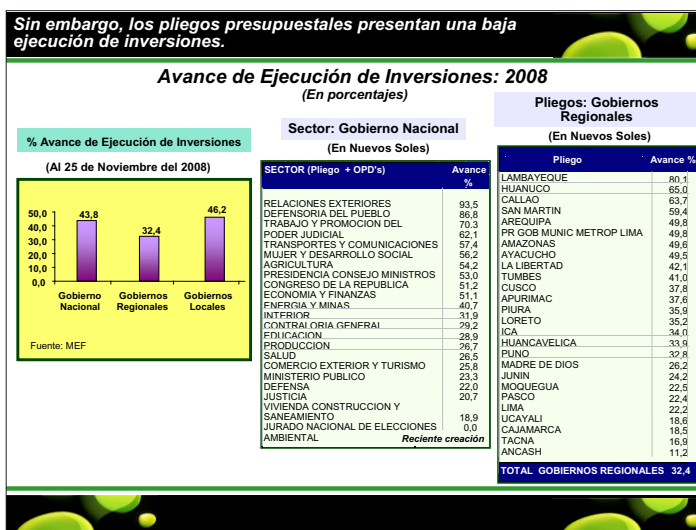 Sin embargo, los pliegos presupuestales presentan una baja
ejecución de inversiones.
Avance de Ejecución de Inversiones: 2008
(En porcentajes)
% Avance de Ejecución de Inversiones
(Al 25 de Noviembre del 2008)
50,0
40,0
30,0
20,0
10,0
0,0
43,8
32,4
46,2
Gobierno Nacional
Gobiernos Regionales
Gobiernos Locales
Fuente: MEF
Sector: Gobierno Nacional
(En Nuevos Soles)
SECTOR (Pliego + OPD's) Avance
%
RELACIONES EXTERIORES 93,5
DEFENSORIA DEL PUEBLO 86,8
TRABAJO Y PROMOCION DEL 70,3
PODER JUDICIAL 62,1
TRANSPORTES Y COMUNICACIONES 57,4
MUJER Y DESARROLLO SOCIAL 56,2
AGRICULTURA 54,2
PRESIDENCIA CONSEJO MINISTROS 53,0
CONGRESO DE LA REPUBLICA 51,2
ECONOMIA Y FINANZAS 51,1
ENERGIA Y MINAS 40,7
INTERIOR 31,9
CONTRALORIA GENERAL 29,2
EDUCACION 28,9
PRODUCCION 26,7
SALUD 26,5
COMERCIO EXTERIOR Y TURISMO 25,8
MINISTERIO PUBLICO 23,3
DEFENSA 22,0
JUSTICIA 20,7
VIVIENDA CONSTRUCCION Y
SANEAMIENTO 18,9
JURADO NACIONAL DE ELECCIONES 0,0
AMBIENTAL Reciente creación
Pliegos: Gobiernos
Regionales
(En Nuevos Soles)
Pliego Avance %
LAMBAYEQUE 80,1
HUANUCO 65,0
CALLAO 63,7
SAN MARTIN 59,4
AREQUIPA 49,8
PR GOB MUNIC METROP LIMA 49,8
AMAZONAS 49,6
AYACUCHO 49,5
LA LIBERTAD 42,1
TUMBES 41,0
CUSCO 37,8
APURIMAC 37,6
PIURA 35,9
LORETO 35,2
ICA 34,0
HUANCAVELICA 33,9
PUNO 32,8
MADRE DE DIOS 26,2
JUNIN 24,2
MOQUEGUA 22,5
PASCO 22,4
LIMA 22,2
UCAYALI 18,6
CAJAMARCA 18,5
TACNA 16,9
ANCASH 11,2
TOTAL GOBIERNOS REGIONALES 32,4